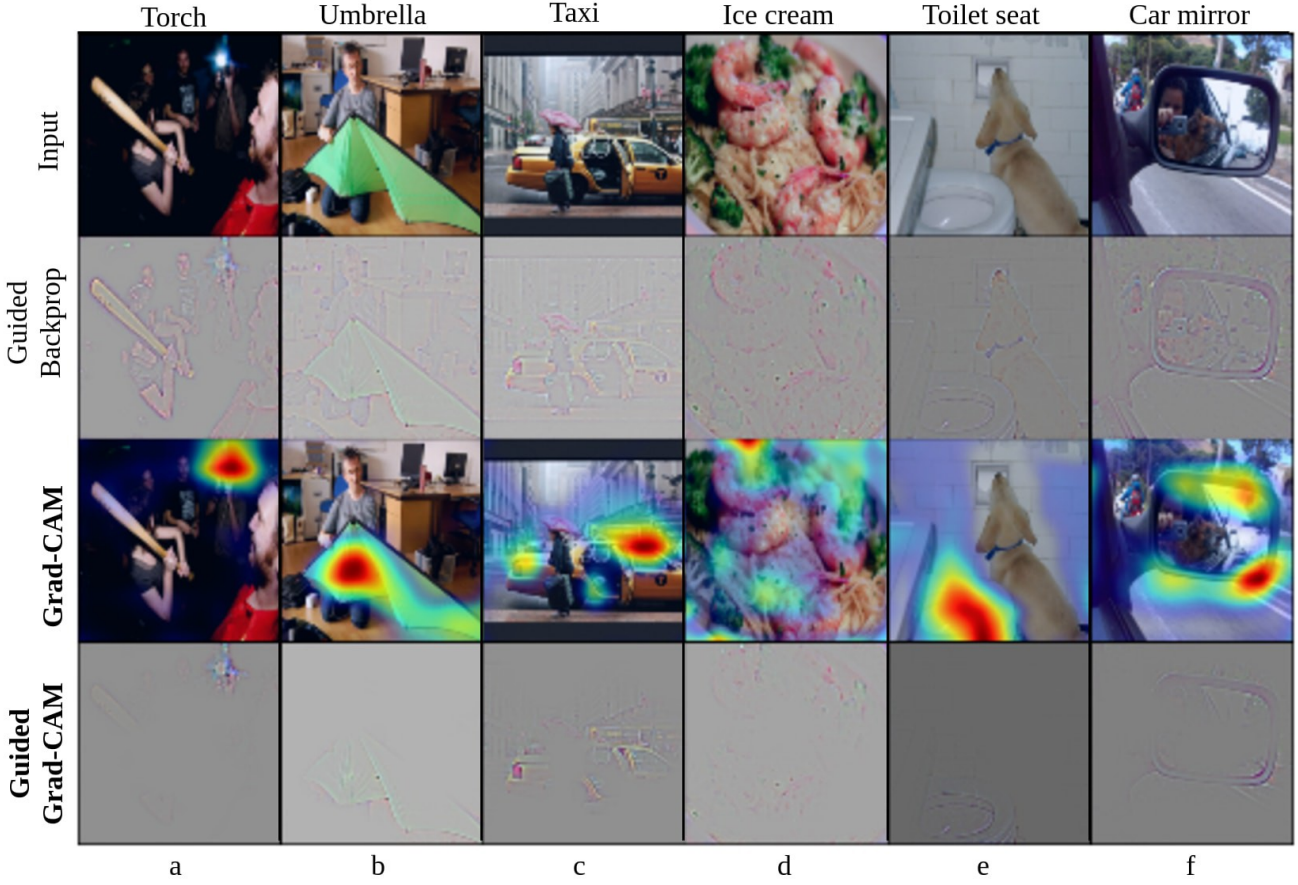 Torch Umbrella Taxi Ice cream Toilet seat Car mirror
Input
Guided
Backprop
Grad-CAM
Guided
Grad-CAM
a b c d e f